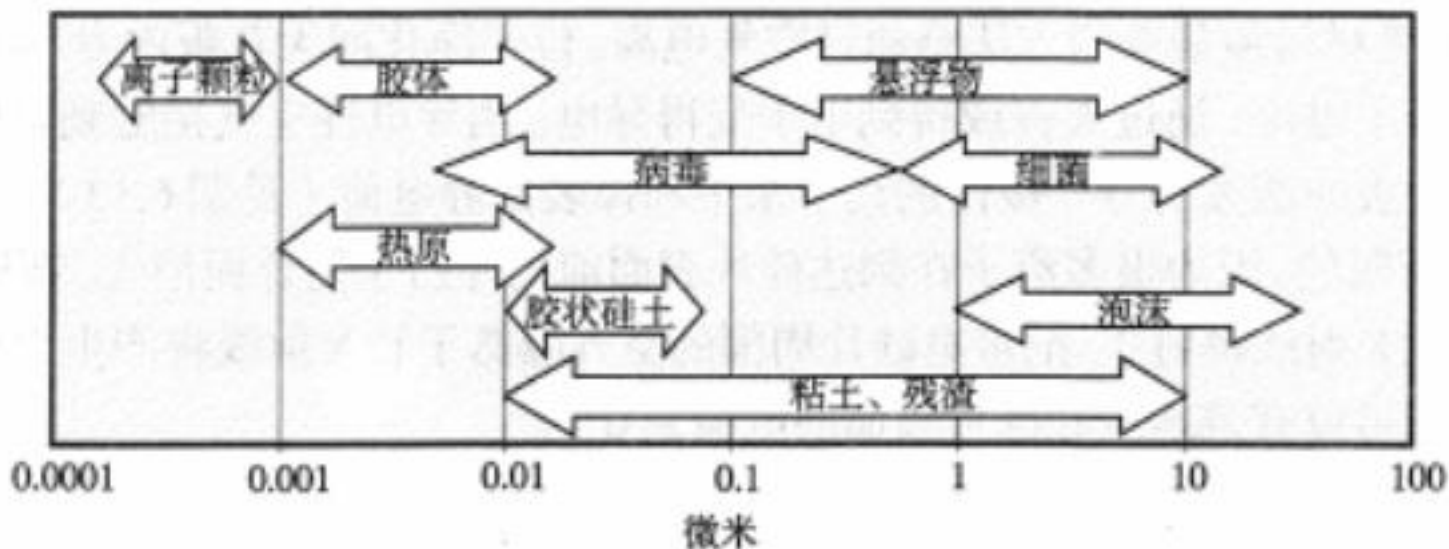 离子颗粒 胶体 悬浮物
病毒 细菌
热原
胶状硅土 泡沫
粘土、残渣
0.0001 0.001 0.01 0.1 1 10 100
微米